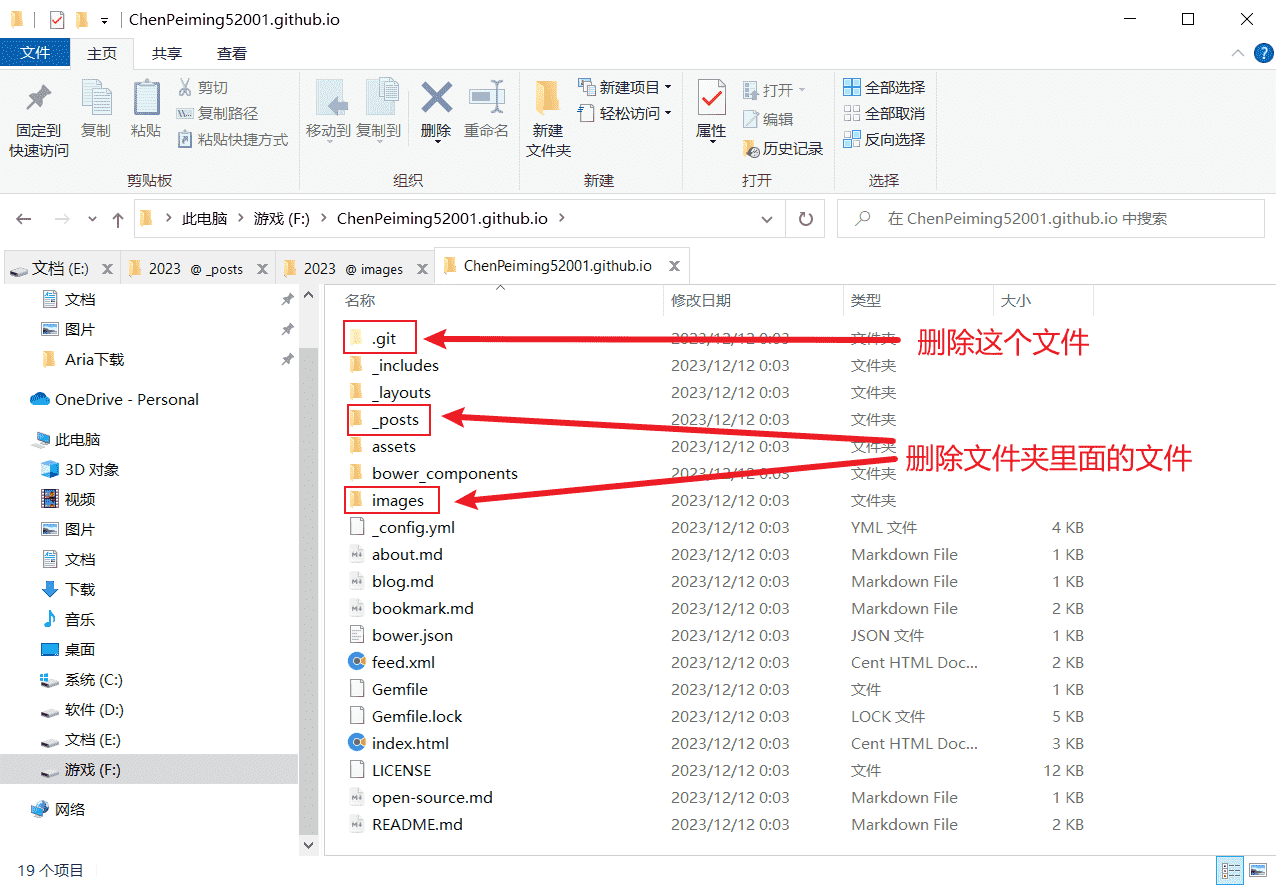 ChenPeiming52001.github.io
文件 主页 共享 查看
固定到
快速访问
复制
粘贴
剪切
复制路径
粘贴快捷方式
剪贴板
移动到 复制到 删除 重命名
组织
新建
文件夹
新建项目
轻松访问
新建
属性
打开
编辑
历史记录
打开
全部选择
全部取消
反向选择
选择
此电脑 游戏 (F:) ChenPeiming52001.github.io
在 ChenPeiming52001.github.io 中搜索
文档 (E:) 2023 @ _posts 2023 @ images ChenPeiming52001.github.io
文档
图片
Aria下载
OneDrive - Personal
此电脑
3D 对象
视频
图片
文档
下载
音乐
桌面
系统 (C:)
软件 (D:)
文档 (E:)
游戏 (F:)
网络
名称 修改日期 类型 大小
.git 2023/12/12 0:03 文件夹
_includes 2023/12/12 0:03 文件夹
_layouts 2023/12/12 0:03 文件夹
_posts 2023/12/12 0:03 文件夹
assets 2023/12/12 0:03 文件夹
bower_components 2023/12/12 0:03 文件夹
images 2023/12/12 0:03 文件夹
_config.yml 2023/12/12 0:03 YML 文件 4 KB
about.md 2023/12/12 0:03 Markdown File 1 KB
blog.md 2023/12/12 0:03 Markdown File 1 KB
bookmark.md 2023/12/12 0:03 Markdown File 2 KB
bower.json 2023/12/12 0:03 JSON 文件 1 KB
feed.xml 2023/12/12 0:03 Cent HTML Doc... 2 KB
Gemfile 2023/12/12 0:03 文件 1 KB
Gemfile.lock 2023/12/12 0:03 LOCK 文件 5 KB
index.html 2023/12/12 0:03 Cent HTML Doc... 3 KB
LICENSE 2023/12/12 0:03 文件 12 KB
open-source.md 2023/12/12 0:03 Markdown File 1 KB
README.md 2023/12/12 0:03 Markdown File 2 KB
删除这个文件
删除文件夹里面的文件
19 个项目